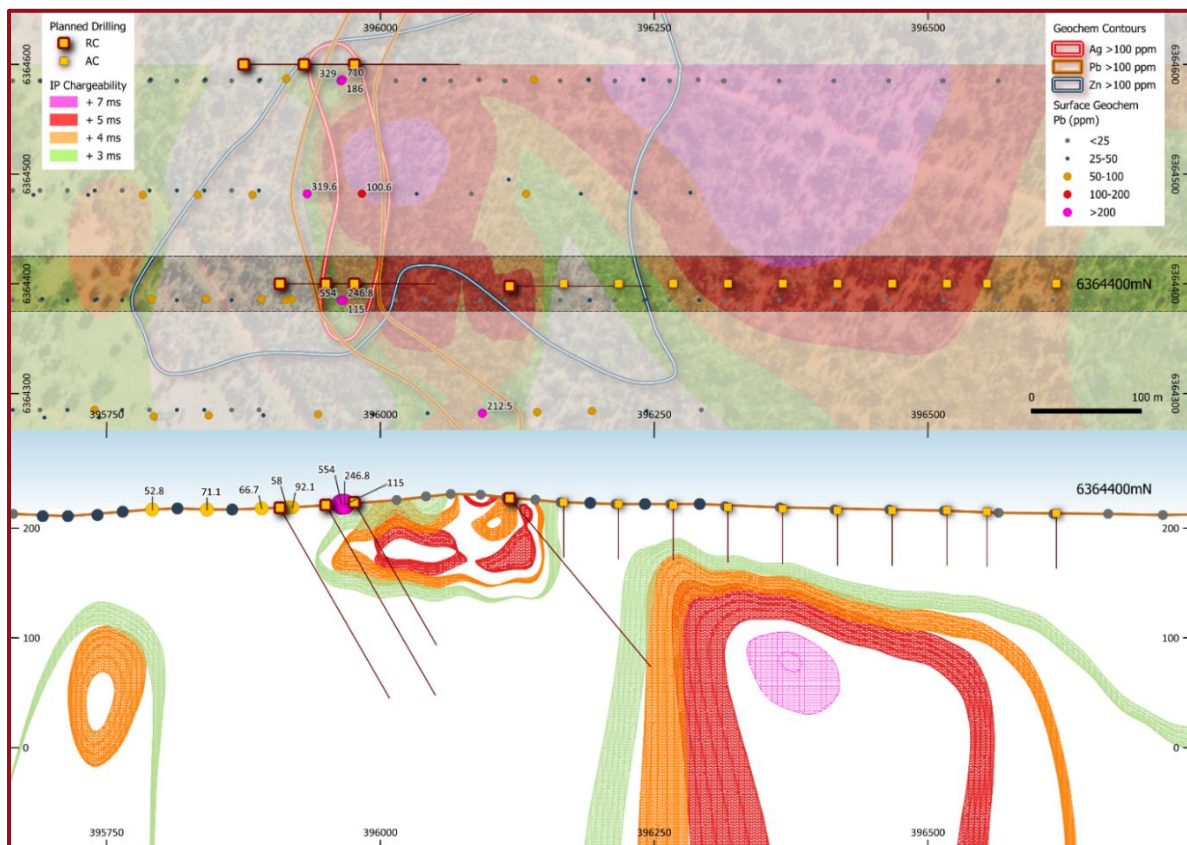 Planned Drilling
RC
AC
IP Chargeability
+ 7 ms
+ 5 ms
+ 4 ms
+ 3 ms
396000
396250
396500
Geochem Contours
Ag >100 ppm
Pb >100 ppm
Zn >100 ppm
Surface Geochem
Pb (ppm)
<25
25-50
50-100
100-200
>200
6364600
6364600
329
710
186
6364500
6364500
319.6
100.6
6364400
6364400
554
246.8
115
6364400mN
6364300
6364300
212.5
0
100 m
395750
396000
396250
396500
52.8
71.1
66.7
58
92.1
554
246.8
115
6364400mN
200
200
100
100
0
0
395750
396000
396250
396500